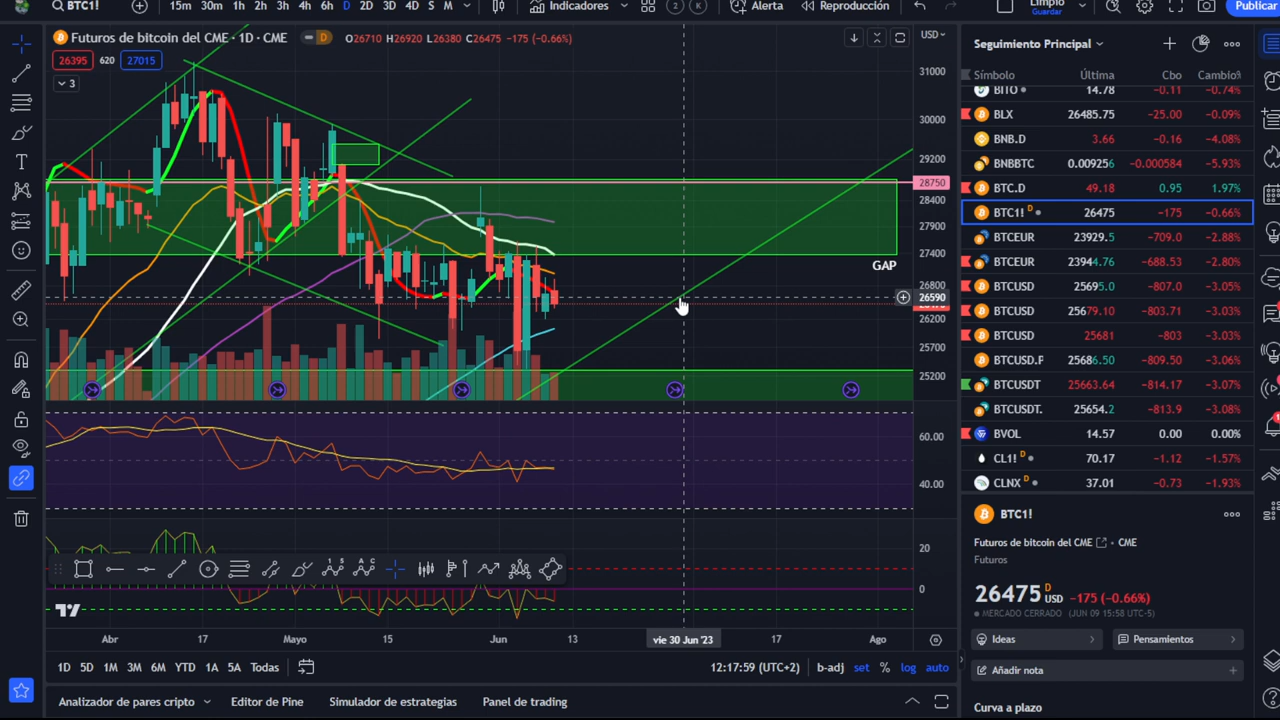 BTC1!
15m 30m 1h 2h 3h 4h 6h D 2D 3D 4D S M
Indicadores
2 K
Alerta
Reproducción
Limpio
Guardar
Publicar
Futuros de bitcoin del CME · 1D · CME
D
O26710 H26920 L26380 C26475 −175 (−0.66%)
26395 620 27015
3
USD
31000
30000
29200
28750
28400
27400
GAP
26800
26590
26200
25700
25200
60.00
40.00
20
0
Abr 17 Mayo 15 Jun 13 vie 30 Jun '23 17 Ago
1D 5D 1M 3M 6M YTD 1A 5A Todas
12:17:59 (UTC+2) b-adj set % log auto
Analizador de pares cripto Editor de Pine Simulador de estrategias Panel de trading
Seguimiento Principal
Símbolo Última Cbo Cambio%
BITO 14.78 −0.11 −0.74%
BLX 26485.75 −25.00 −0.09%
BNB.D 3.66 −0.16 −4.08%
BNBBTC 0.009256 −0.000584 −5.93%
BTC.D 49.18 0.95 1.97%
BTC1! D 26475 −175 −0.66%
BTCEUR 23929.5 −709.0 −2.88%
BTCEUR 23944.76 −688.53 −2.80%
BTCUSD 25695.0 −807.0 −3.05%
BTCUSD 25679.10 −803.71 −3.03%
BTCUSD 25681 −803 −3.03%
BTCUSD.P 25686.50 −809.50 −3.06%
BTCUSDT 25663.64 −814.17 −3.07%
BTCUSDT. 25654.2 −813.9 −3.08%
BVOL 14.57 0.00 0.00%
CL1! D 70.17 −1.12 −1.57%
CLNX D 37.01 −0.73 −1.93%
BTC1!
Futuros de bitcoin del CME • CME
Futuros
26475 D USD −175 (−0.66%)
MERCADO CERRADO (JUN 09 15:58 UTC-5)
Ideas
Pensamientos
Añadir nota
Curva a plazo